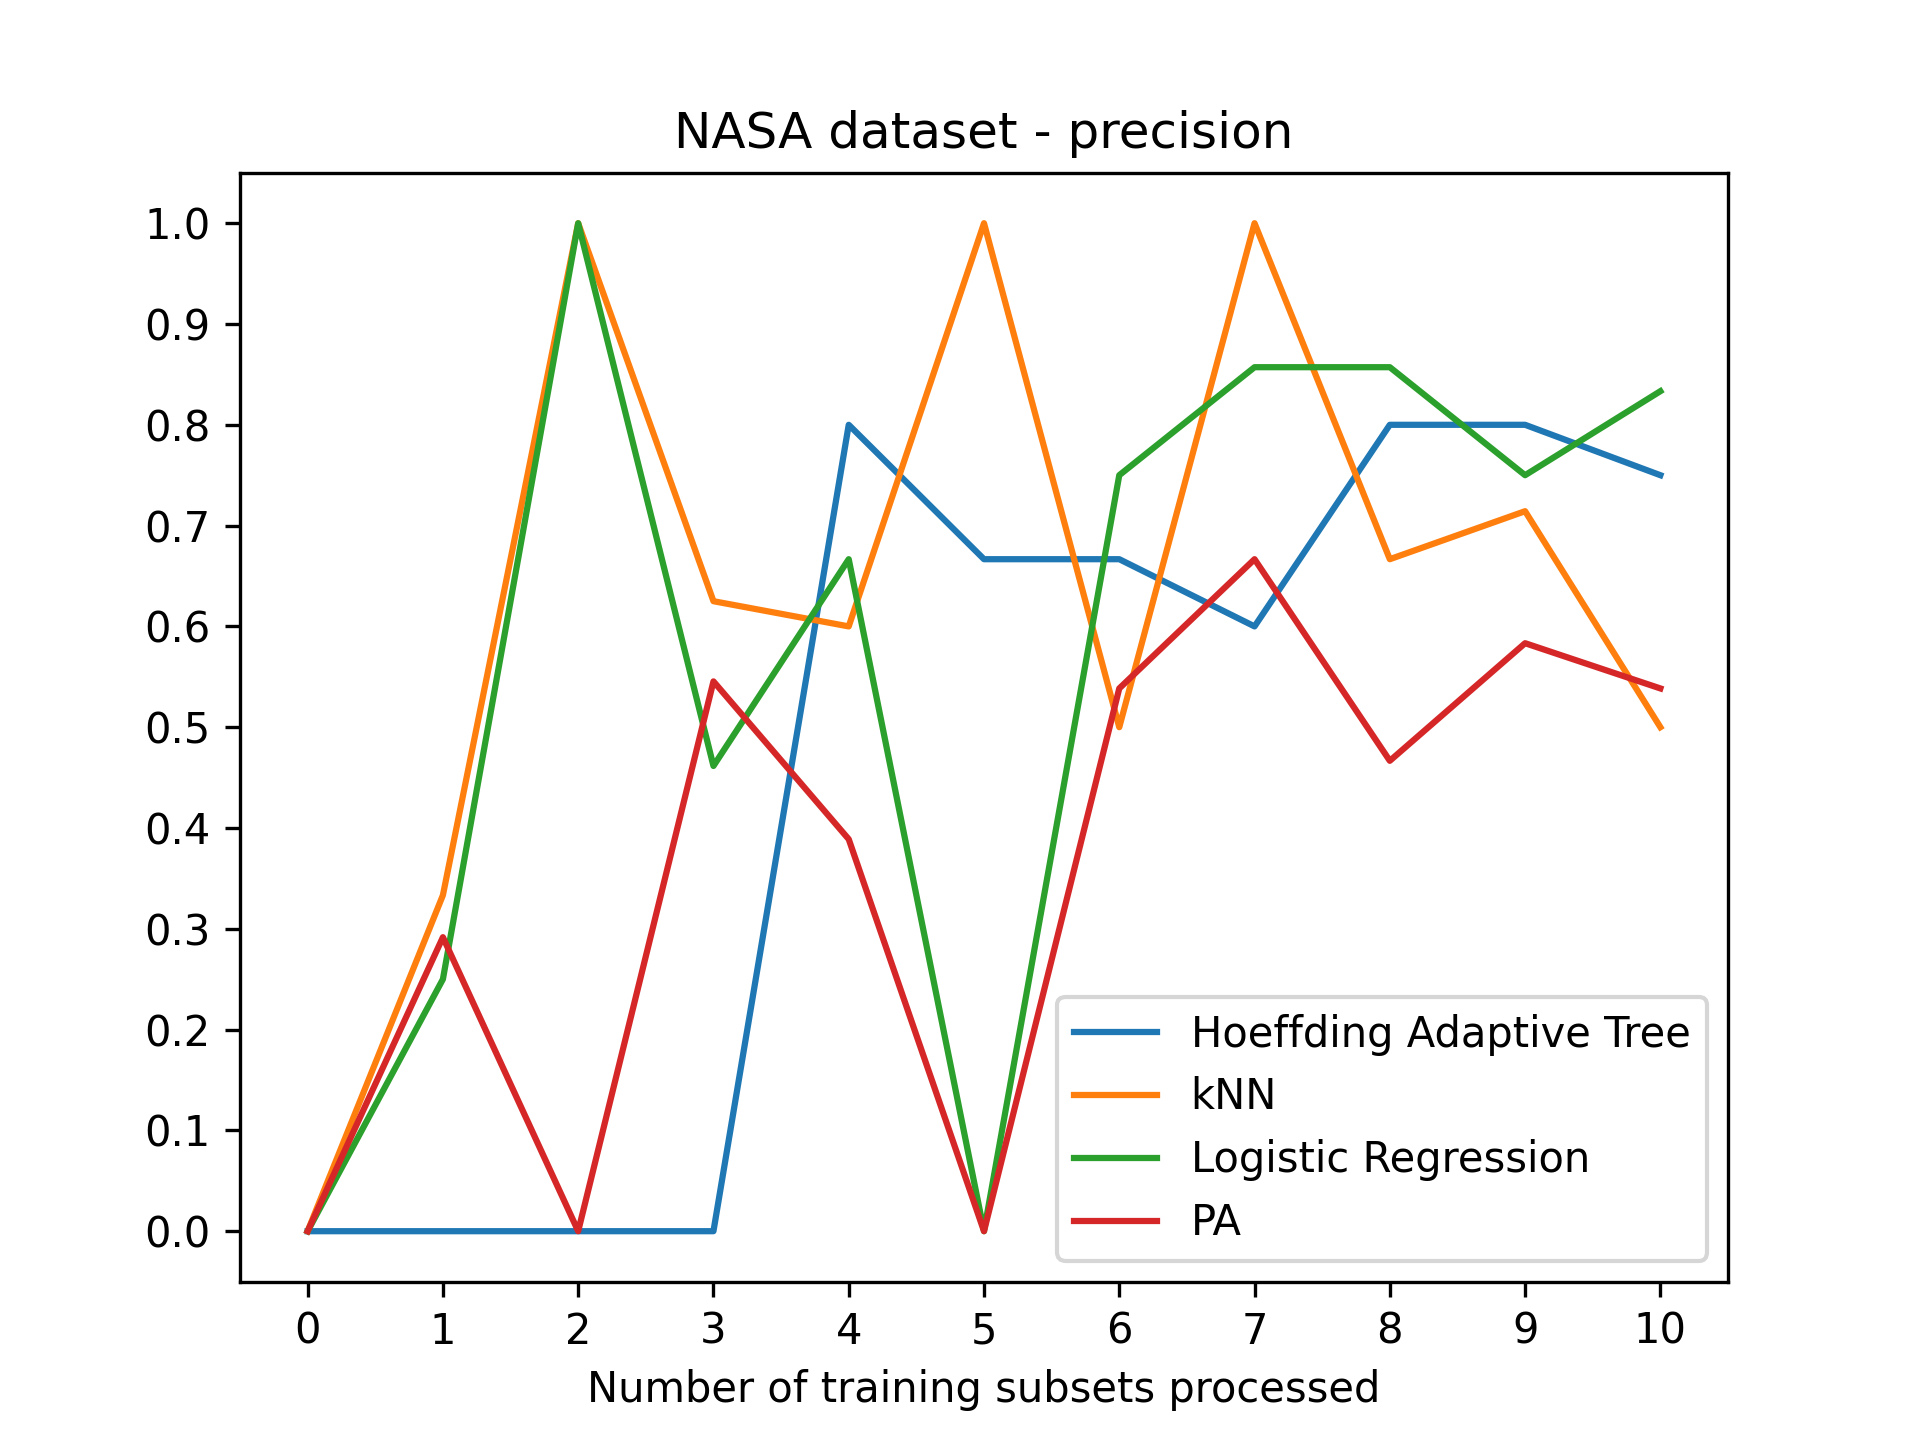 NASA dataset - precision
1.0
0.9
0.8
0.7
0.6
0.5
0.4
0.3
0.2
0.1
0.0
Hoeffding Adaptive Tree
kNN
Logistic Regression
PA
0 1 2 3 4 5 6 7 8 9 10
Number of training subsets processed